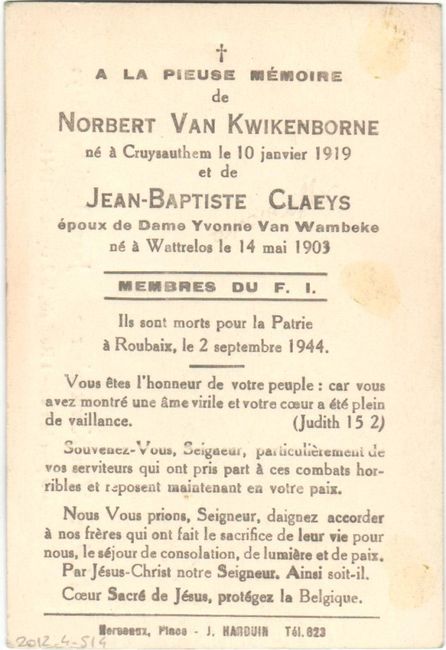 A LA PIEUSE MÉMOIRE
de
NORBERT VAN KWIKENBORNE
né à Cruysauthem le 10 janvier 1919
et de
JEAN-BAPTISTE CLAEYS
époux de Dame Yvonne Van Wambeke
né à Wattrelos le 14 mai 1903
MEMBRES DU F. I.
Ils sont morts pour la Patrie
à Roubaix, le 2 septembre 1944.
Vous êtes l'honneur de votre peuple : car vous
avez montré une âme virile et votre cœur a été plein
de vaillance. (Judith 15 2)
Souvenez-Vous, Seigneur, particulièrement de
vos serviteurs qui ont pris part à ces combats hor-
ribles et reposent maintenant en votre paix.
Nous Vous prions, Seigneur, daignez accorder
à nos frères qui ont fait le sacrifice de leur vie pour
nous, le séjour de consolation, de lumière et de paix.
Par Jésus-Christ notre Seigneur. Ainsi soit-il.
Cœur Sacré de Jésus, protégez la Belgique.
Herseaux, Place - J. HARDUIN Tél. 823
2012-4-514